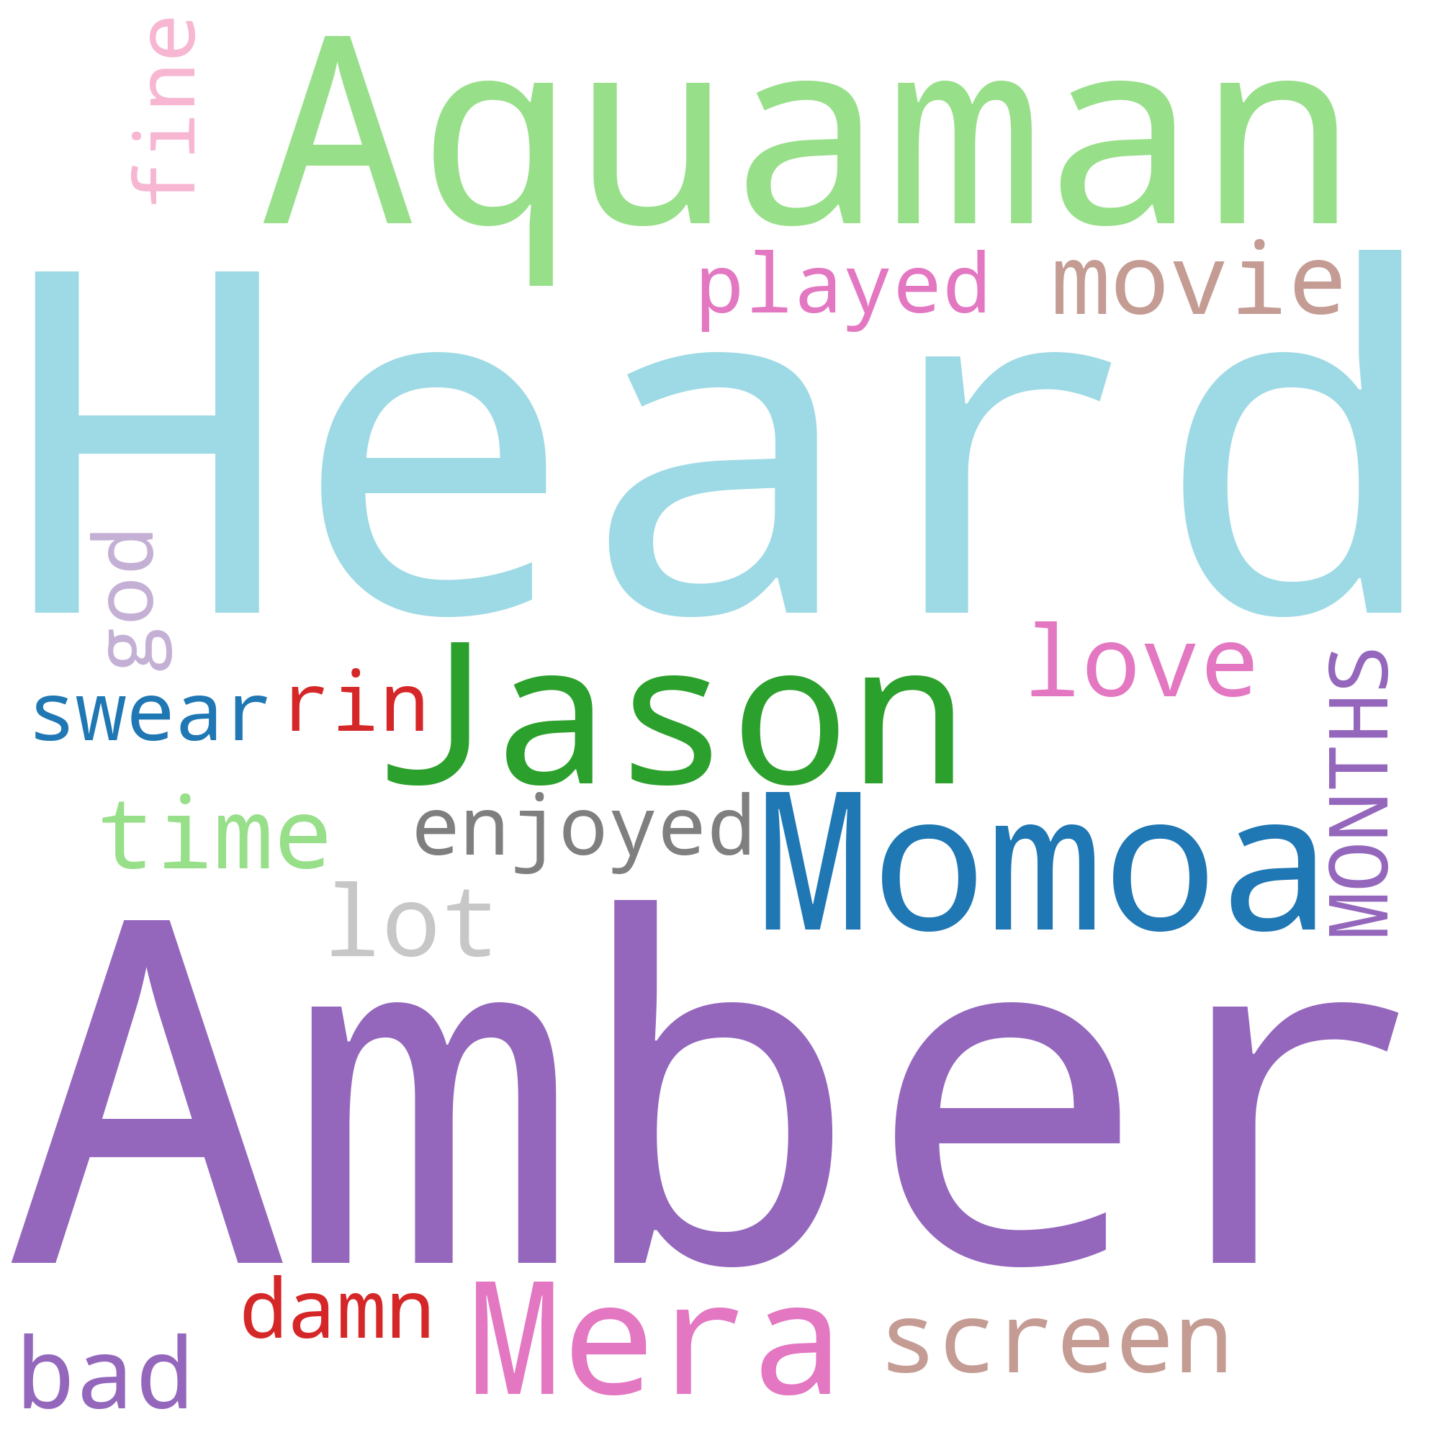 fine
Aquaman
played
movie
Heard
god
love
swear
rin
Jason
MONTHS
time
enjoyed
Momoa
lot
Amber
damn
Mera
screen
bad